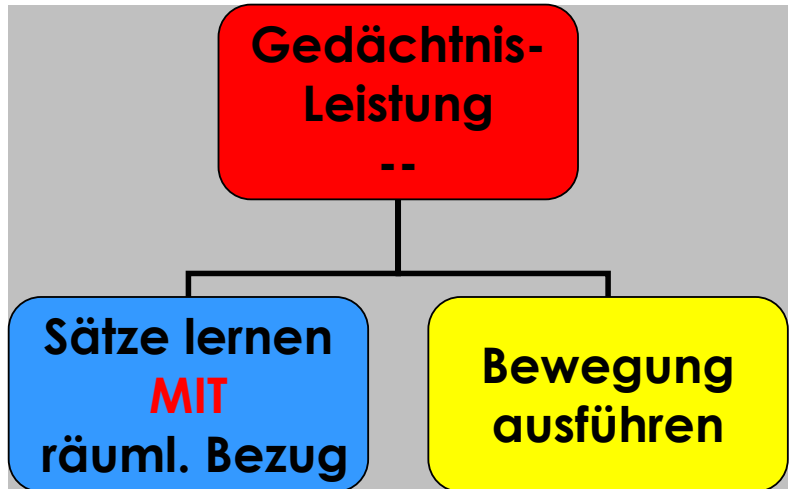 Gedächtnis-
Leistung
--
Sätze lernen
MIT
räuml. Bezug
Bewegung
ausführen